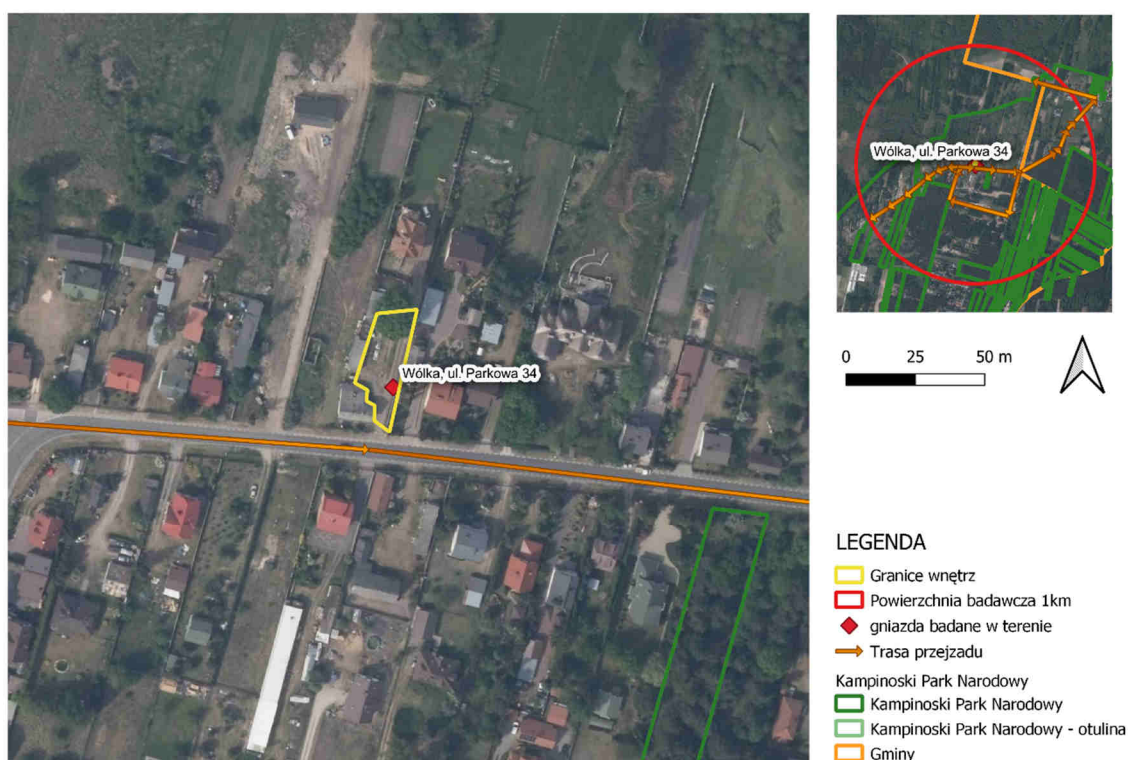 Wólka, ul. Parkowa 34
Wólka, ul. Parkowa 34
0 25 50 m
LEGENDA
Granice wnętrz
Powierzchnia badawcza 1km
gniazda badane w terenie
Trasa przejzadu
Kampinoski Park Narodowy
Kampinoski Park Narodowy
Kampinoski Park Narodowy - otulina
Gminy